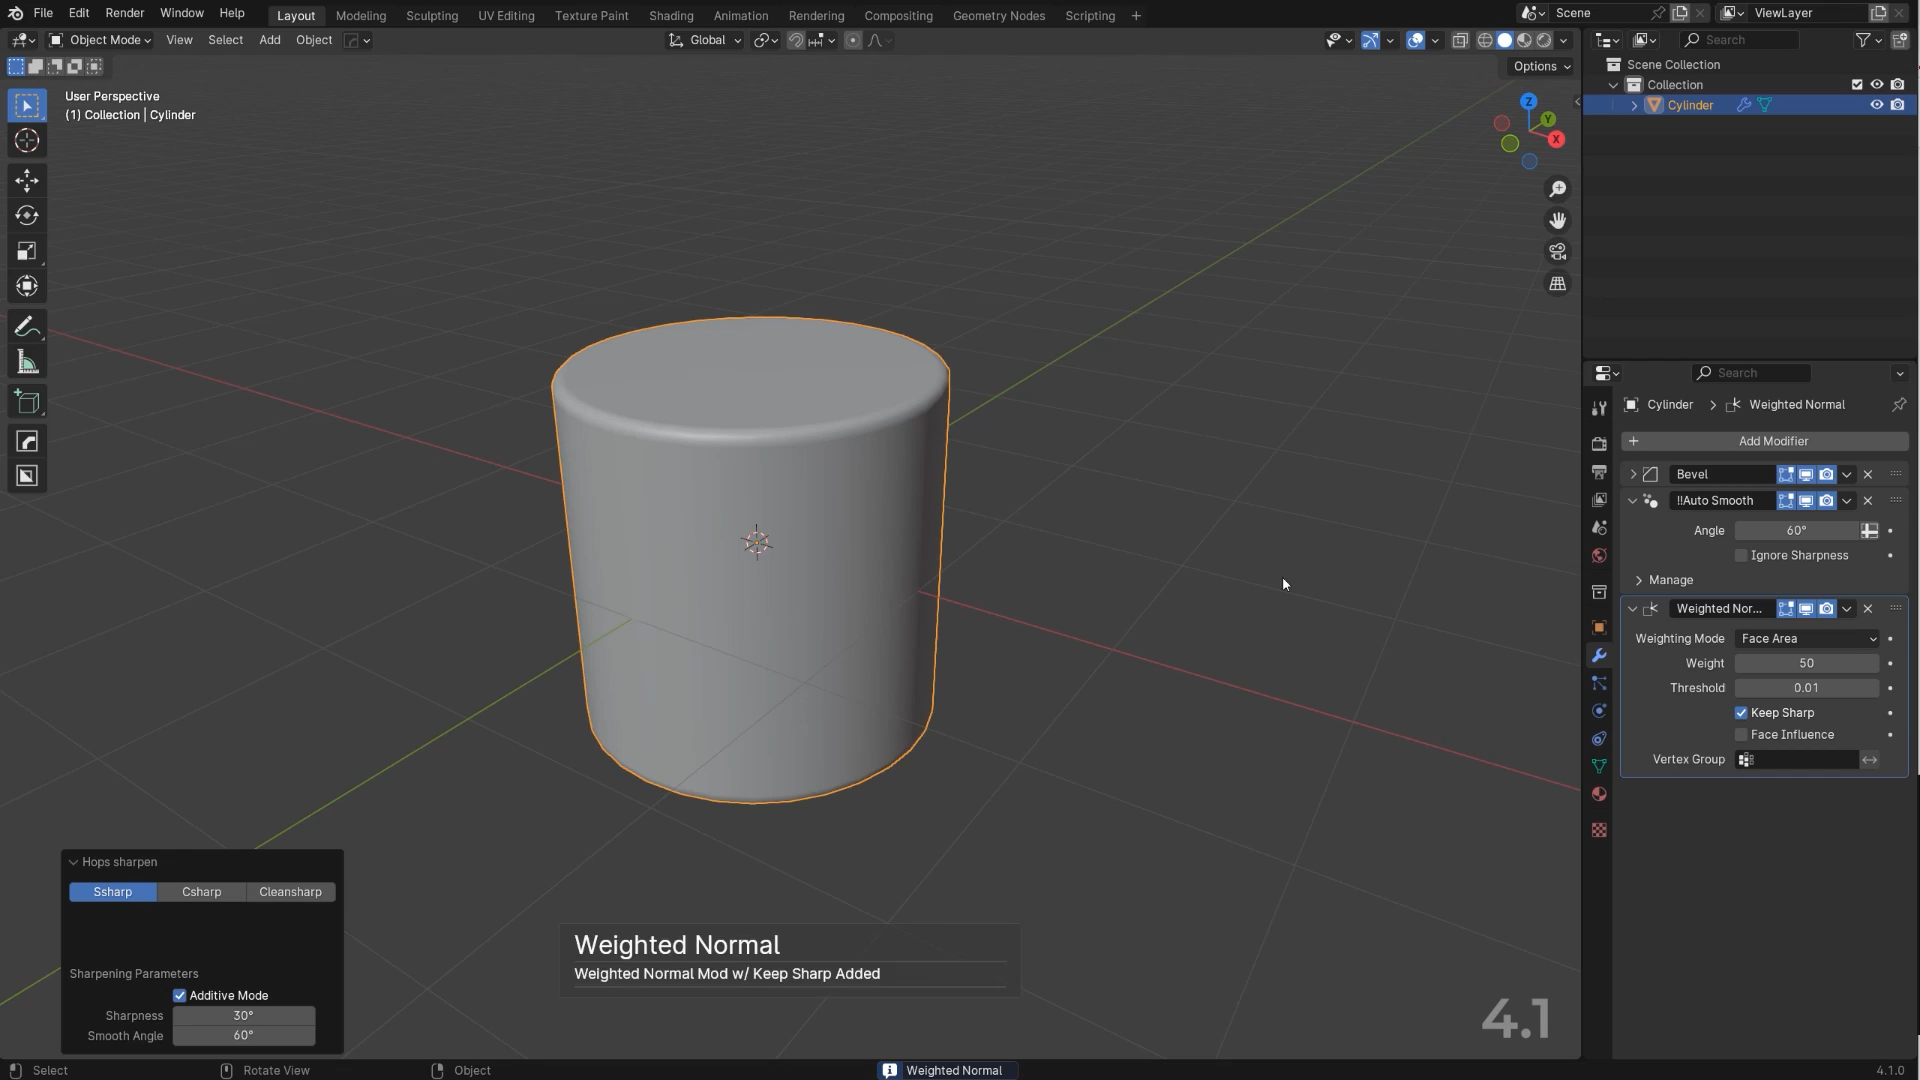 File Edit Render Window Help Layout Modeling Sculpting UV Editing Texture Paint Shading Animation Rendering Compositing Geometry Nodes Scripting + Scene ViewLayer
Object Mode View Select Add Object Global Search
Options
User Perspective
(1) Collection | Cylinder
Z
Y
X
Scene Collection
Collection
Cylinder
Search
Cylinder > Weighted Normal
+ Add Modifier
Bevel
!!Auto Smooth
Angle 60°
Ignore Sharpness
Manage
Weighted Nor...
Weighting Mode Face Area
Weight 50
Threshold 0.01
Keep Sharp
Face Influence
Vertex Group
Hops sharpen
Ssharp Csharp Cleansharp
Sharpening Parameters
Additive Mode
Sharpness 30°
Smooth Angle 60°
Weighted Normal
Weighted Normal Mod w/ Keep Sharp Added
4.1
Select Rotate View Object Weighted Normal 4.1.0